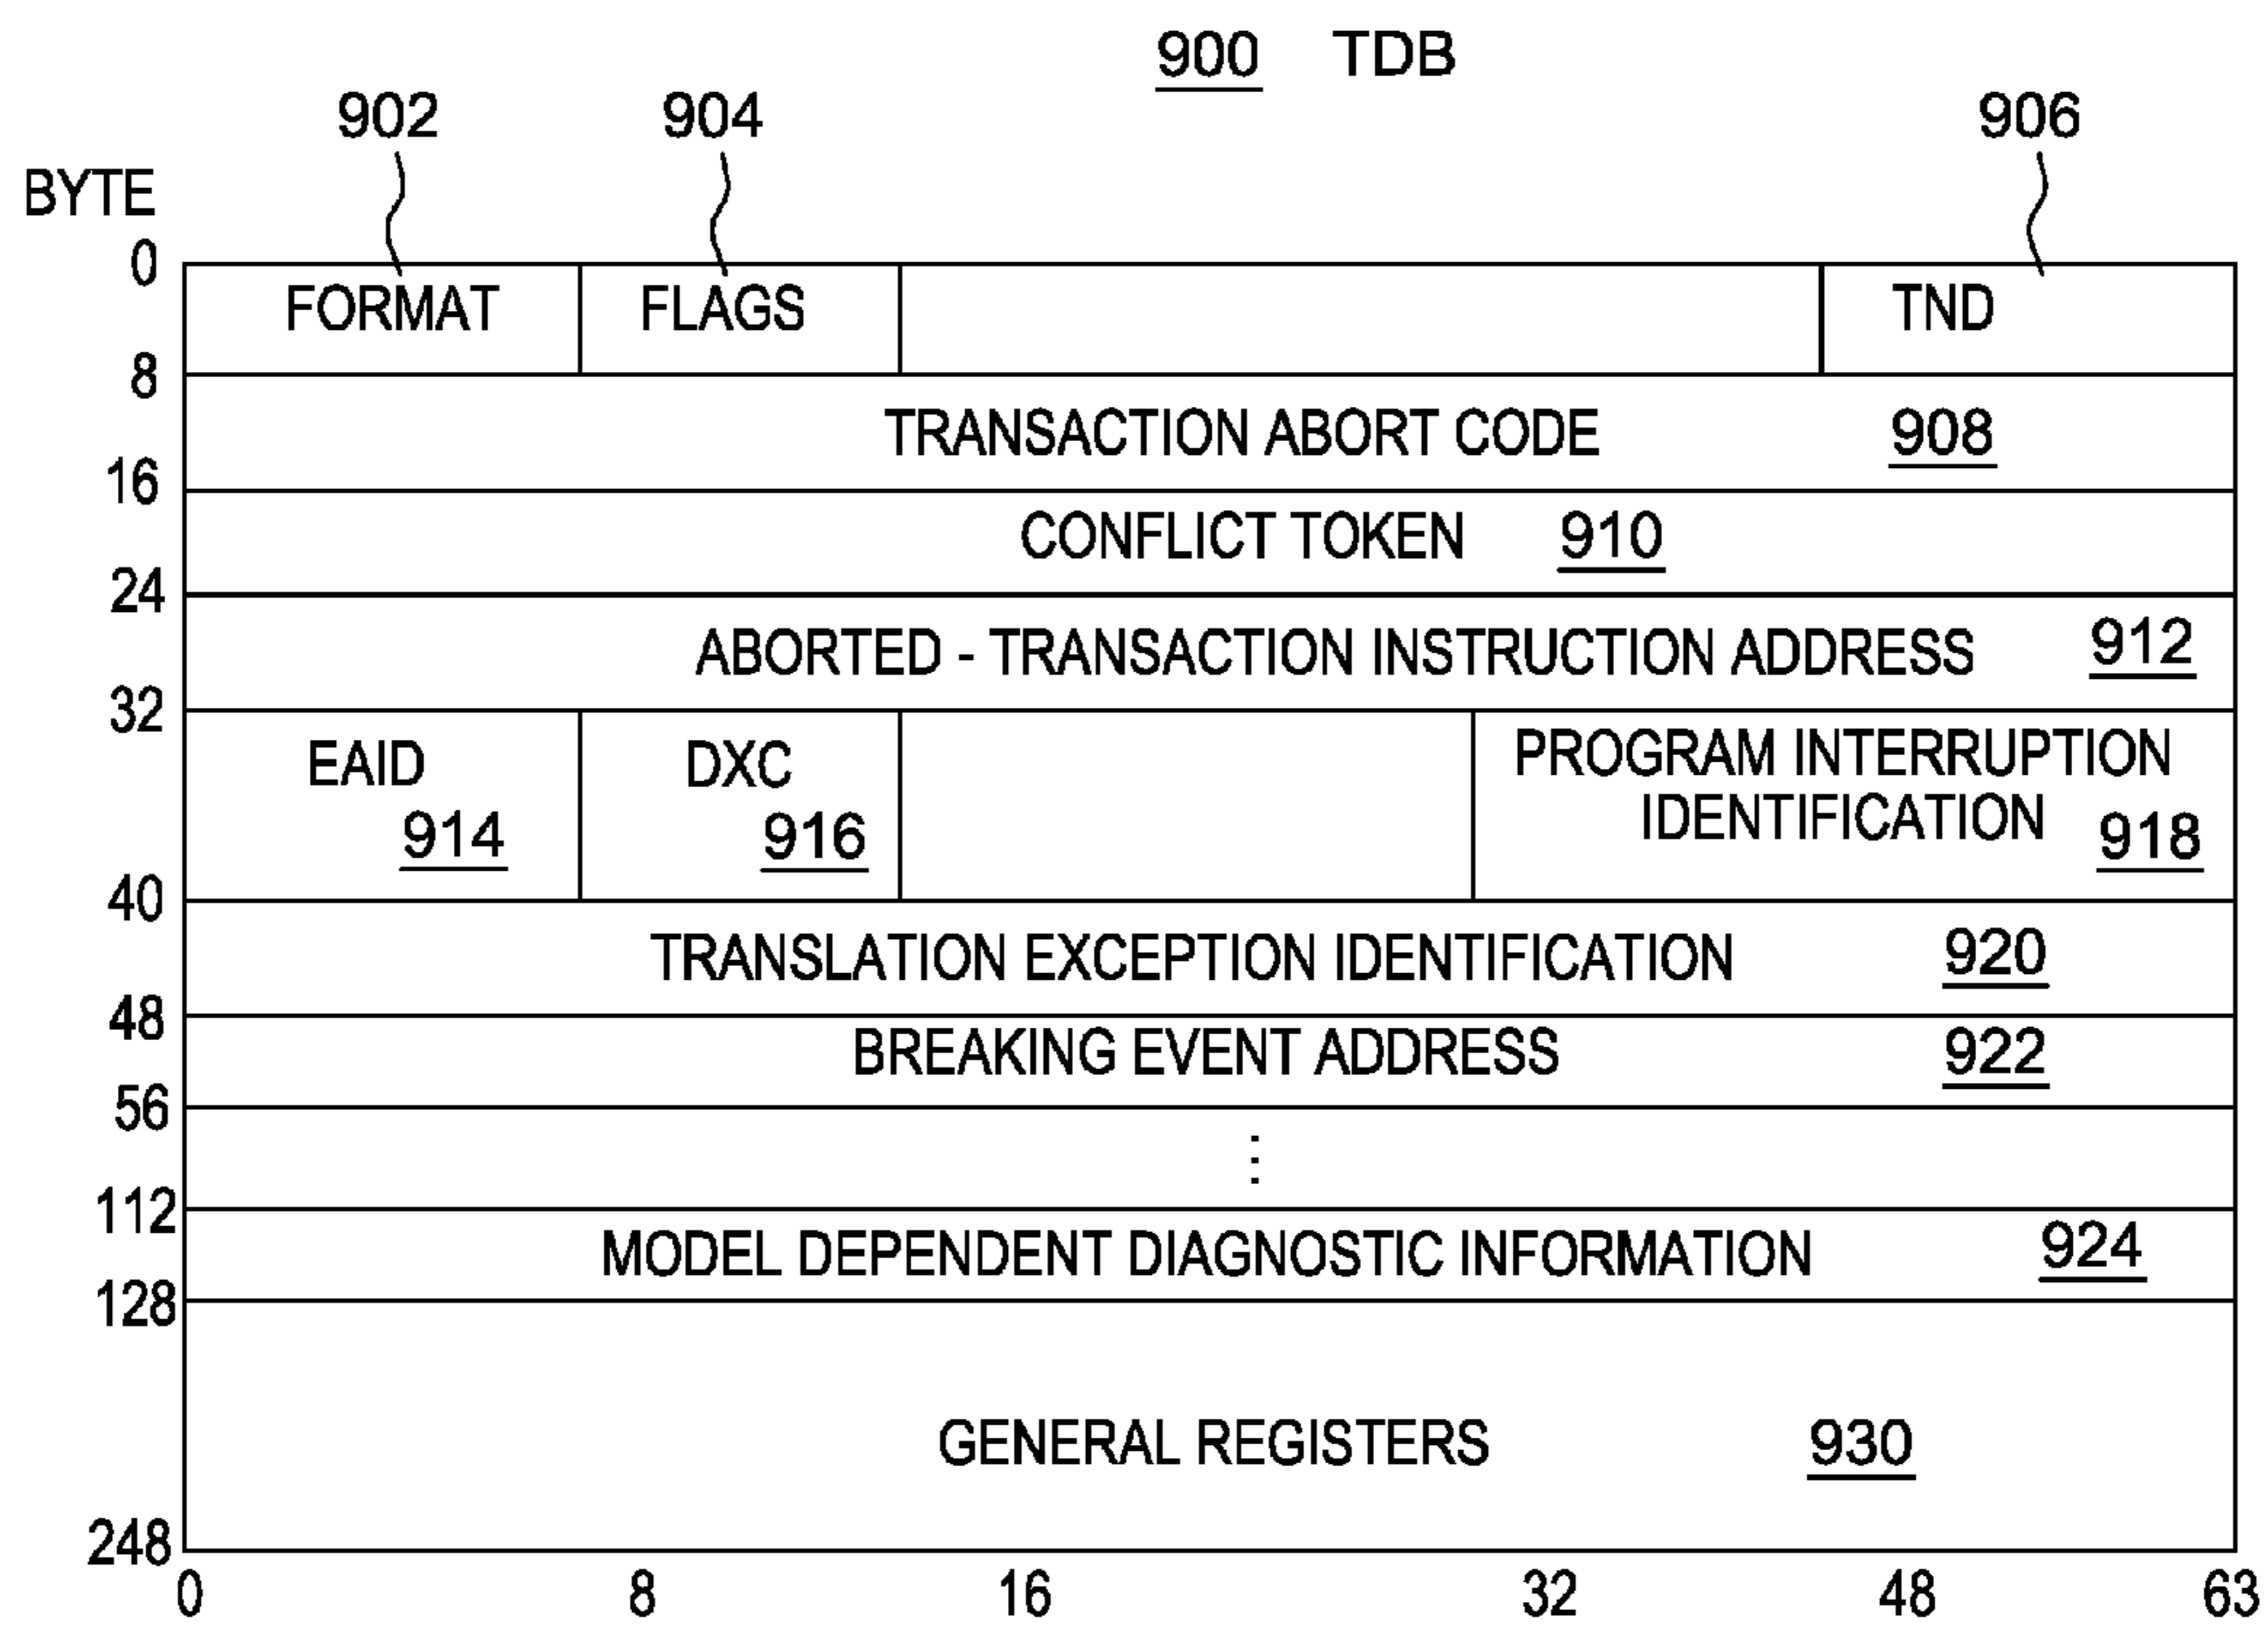 900 TDB
902 904 906
BYTE
0
FORMAT FLAGS TND
8
TRANSACTION ABORT CODE 908
16
CONFLICT TOKEN 910
24
ABORTED - TRANSACTION INSTRUCTION ADDRESS 912
32
EAID DXC PROGRAM INTERRUPTION
914 916 IDENTIFICATION 918
40
TRANSLATION EXCEPTION IDENTIFICATION 920
48
BREAKING EVENT ADDRESS 922
56
⋮
112
MODEL DEPENDENT DIAGNOSTIC INFORMATION 924
128
GENERAL REGISTERS 930
248
0 8 16 32 48 63